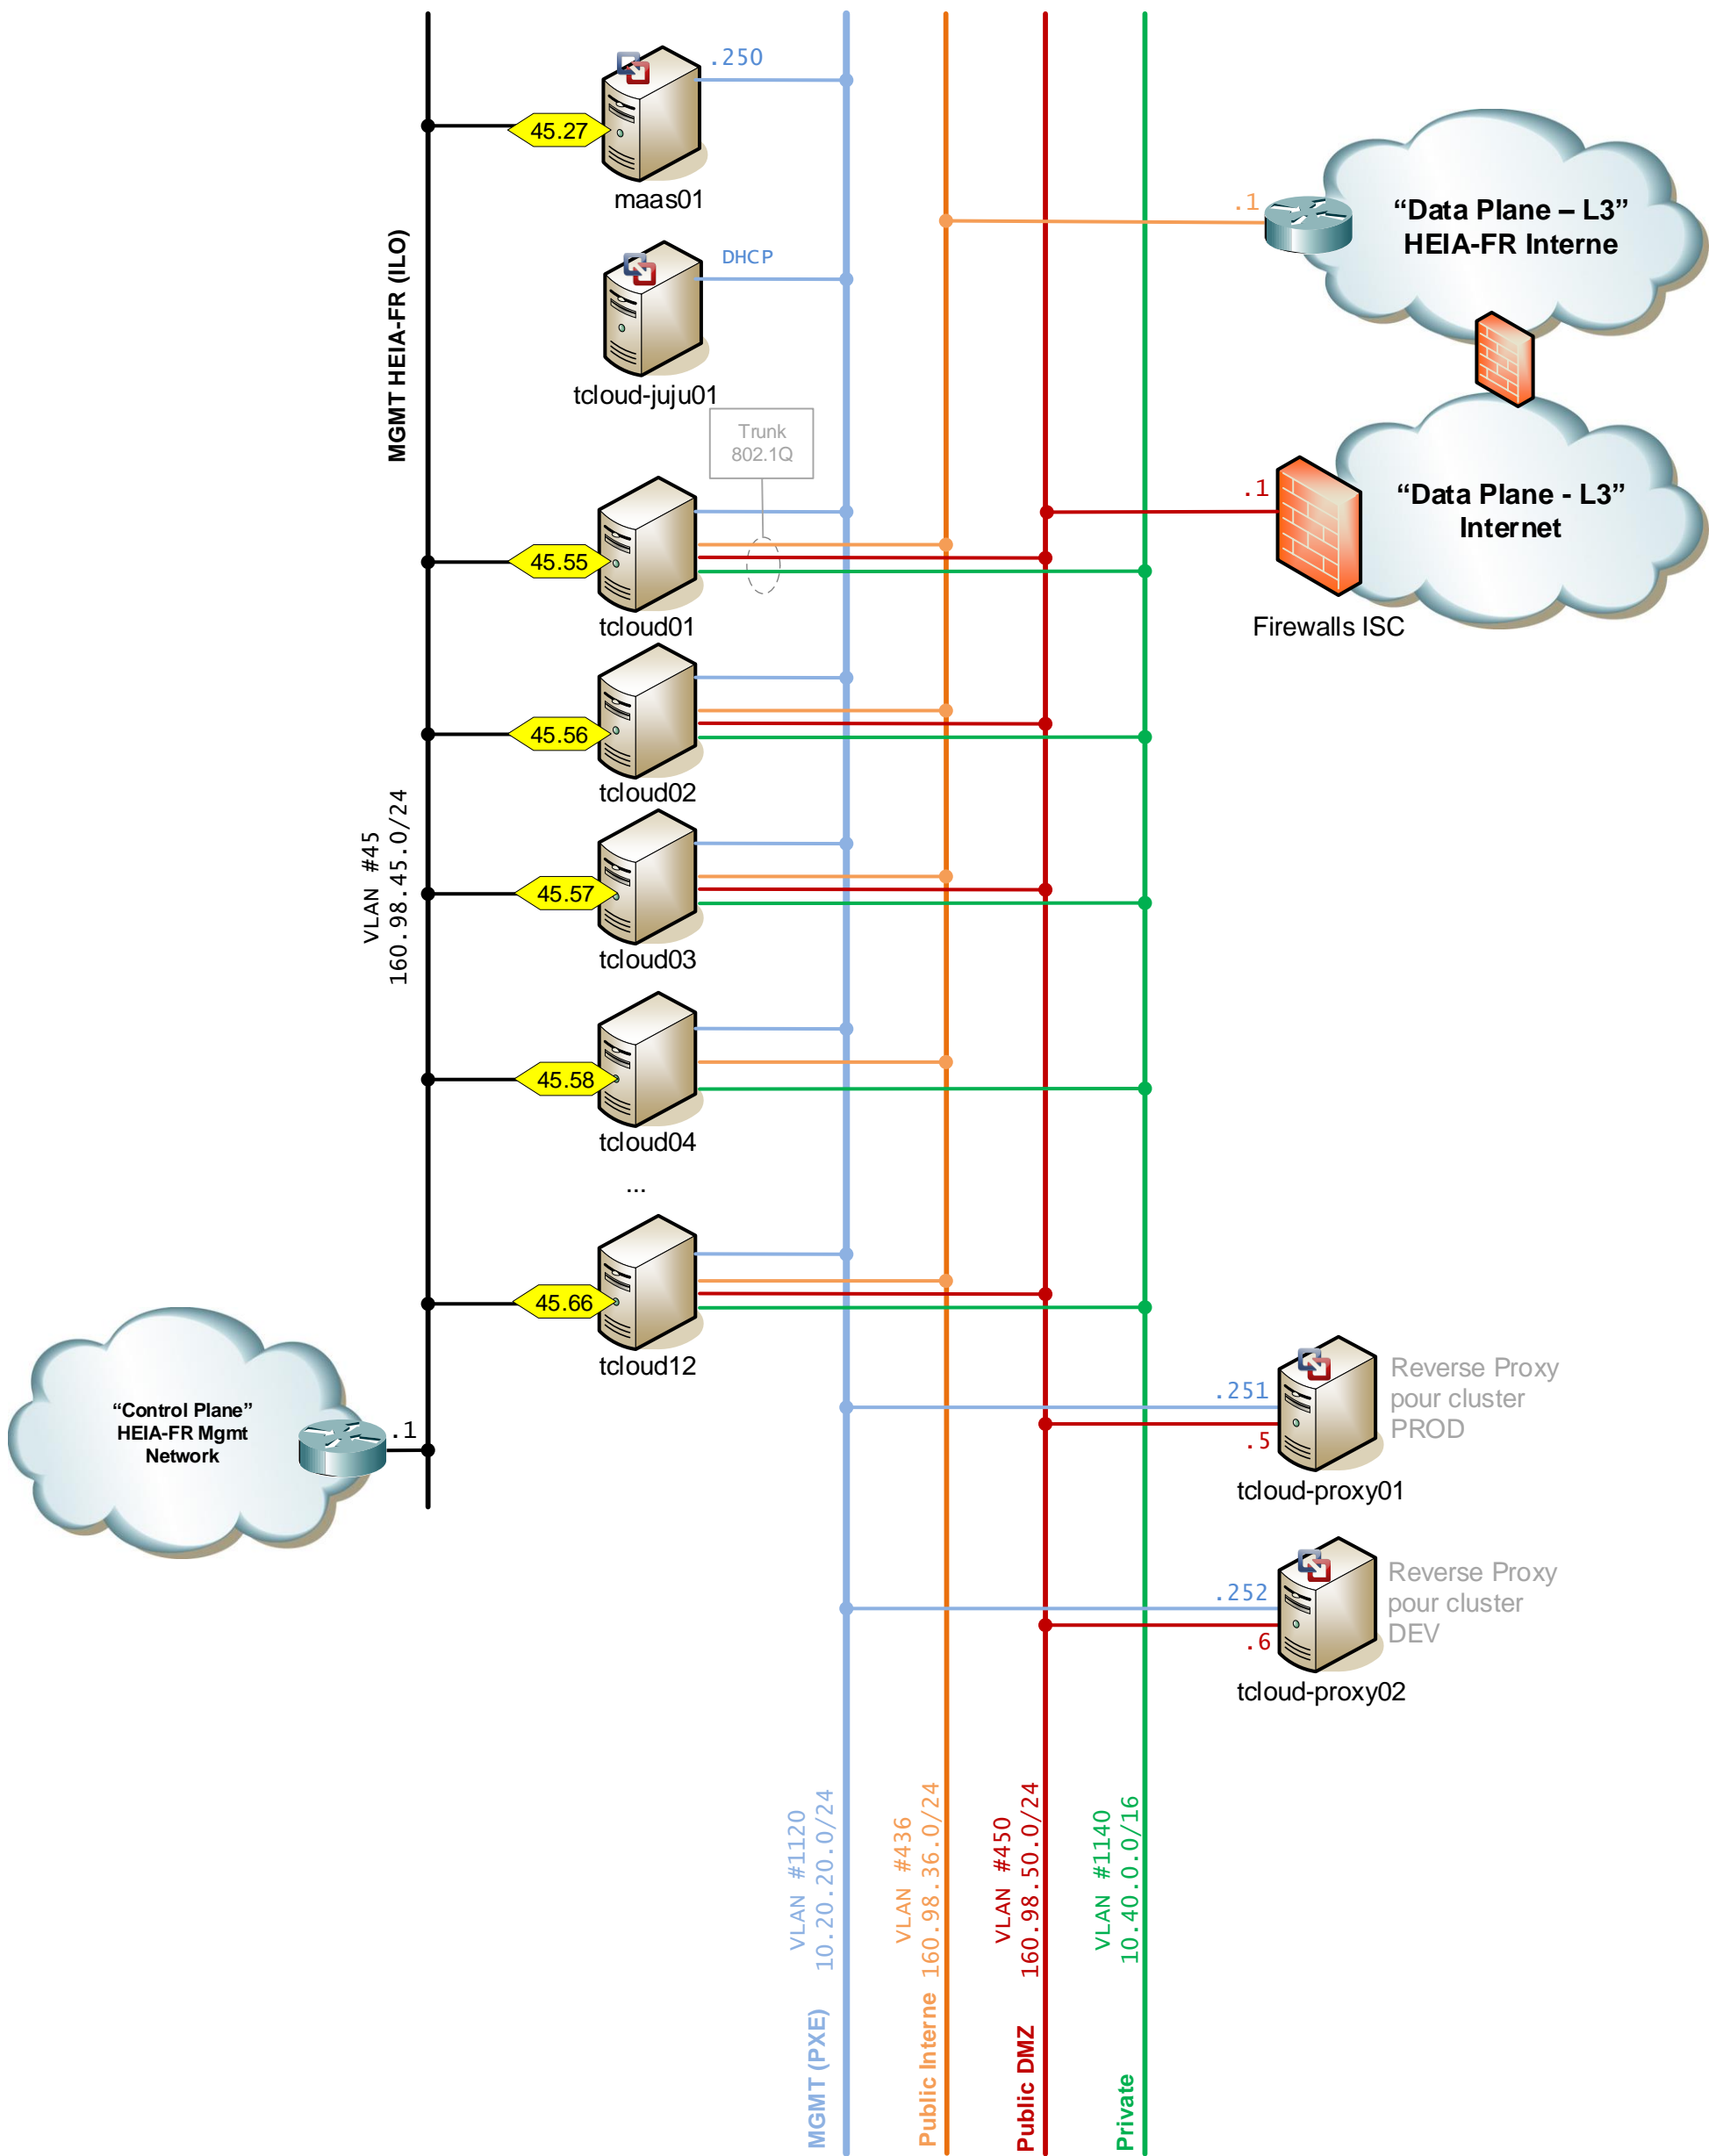 .250
45.27
maas01
.1
“Data Plane – L3”
HEIA-FR Interne
MGMT HEIA-FR (ILO)
DHCP
tcloud-juju01
Trunk
802.1Q
.1
“Data Plane - L3”
Internet
45.55
tcloud01
Firewalls ISC
45.56
tcloud02
VLAN #45
160.98.45.0/24
45.57
tcloud03
45.58
tcloud04
...
45.66
tcloud12
“Control Plane”
HEIA-FR Mgmt
Network
.1
.251
.5
Reverse Proxy
pour cluster
PROD
tcloud-proxy01
.252
.6
Reverse Proxy
pour cluster
DEV
tcloud-proxy02
VLAN #1120
10.20.20.0/24
MGMT (PXE)
VLAN #436
160.98.36.0/24
Public Interne
VLAN #450
160.98.50.0/24
Public DMZ
VLAN #1140
10.40.0.0/16
Private